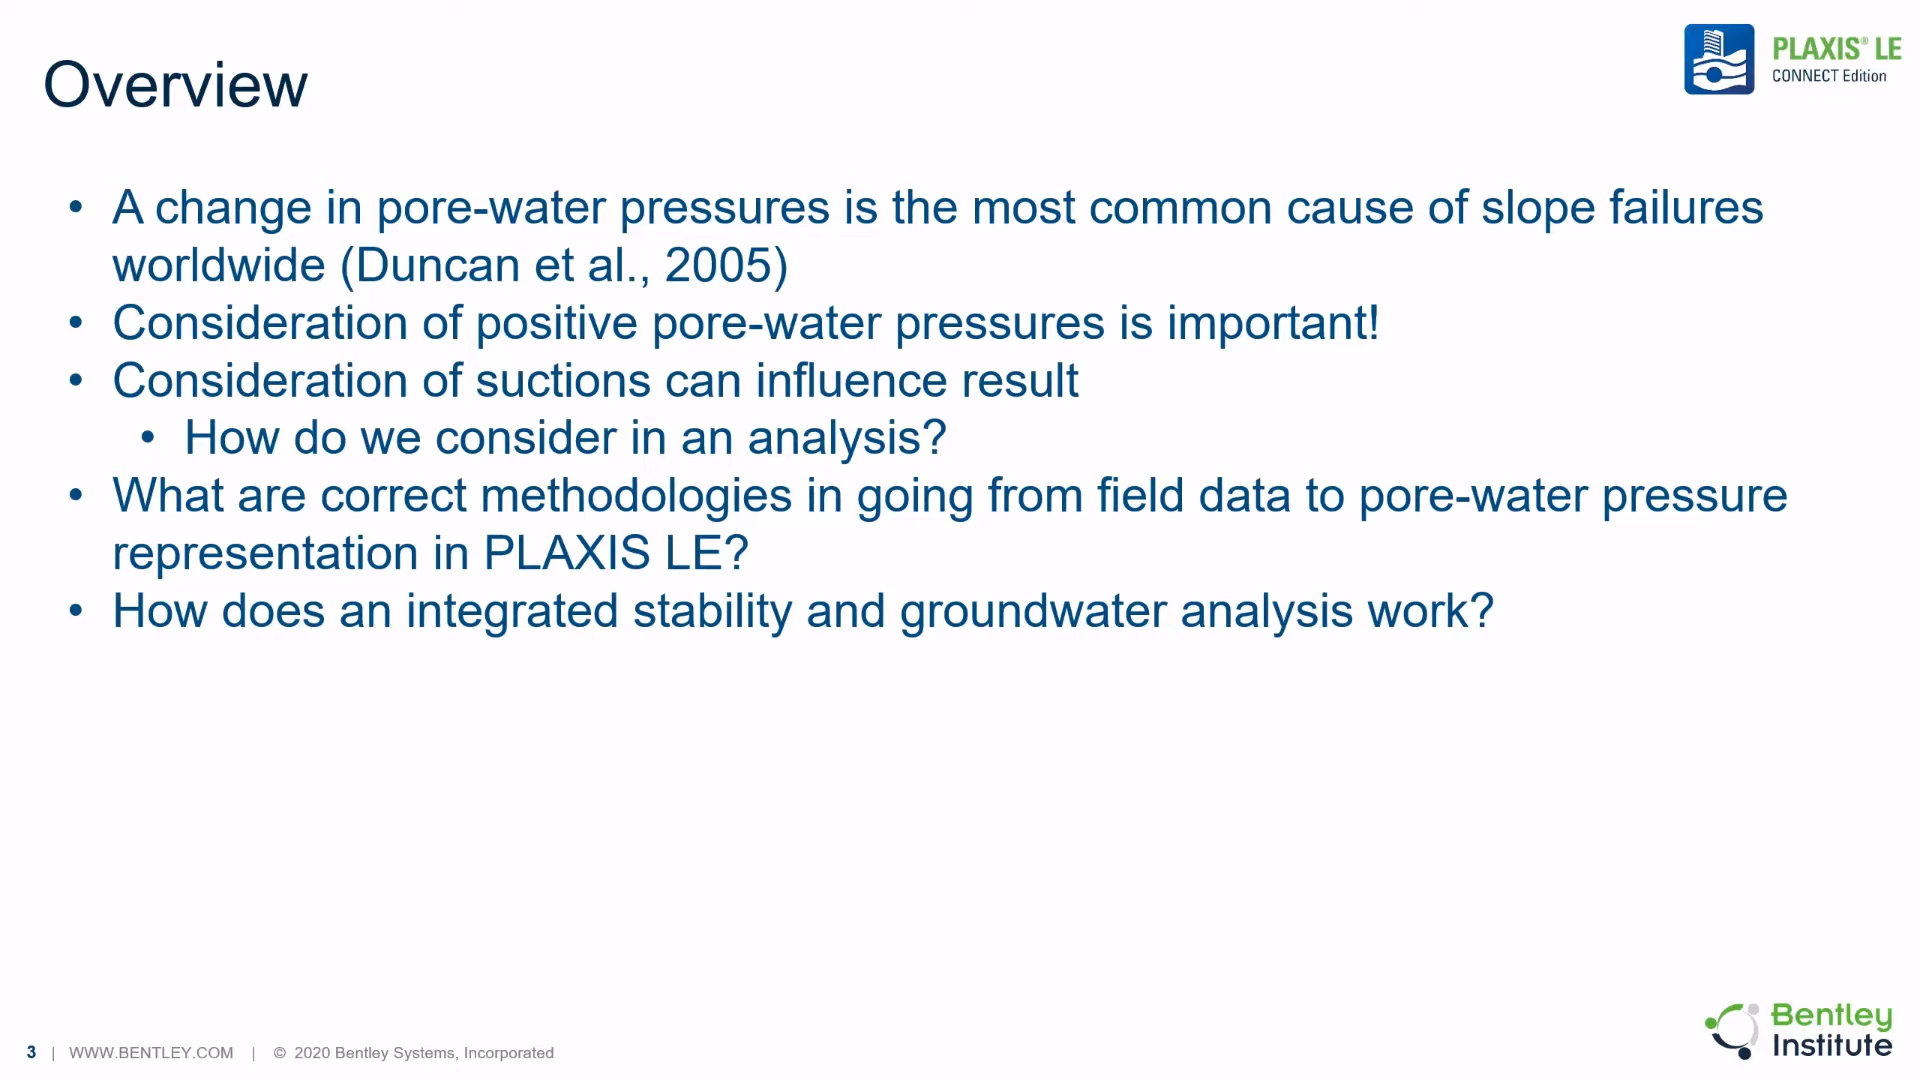 Overview
PLAXIS® LE
CONNECT Edition
• A change in pore-water pressures is the most common cause of slope failures
worldwide (Duncan et al., 2005)
• Consideration of positive pore-water pressures is important!
• Consideration of suctions can influence result
• How do we consider in an analysis?
• What are correct methodologies in going from field data to pore-water pressure
representation in PLAXIS LE?
• How does an integrated stability and groundwater analysis work?
3 | WWW.BENTLEY.COM | © 2020 Bentley Systems, Incorporated
Bentley
Institute